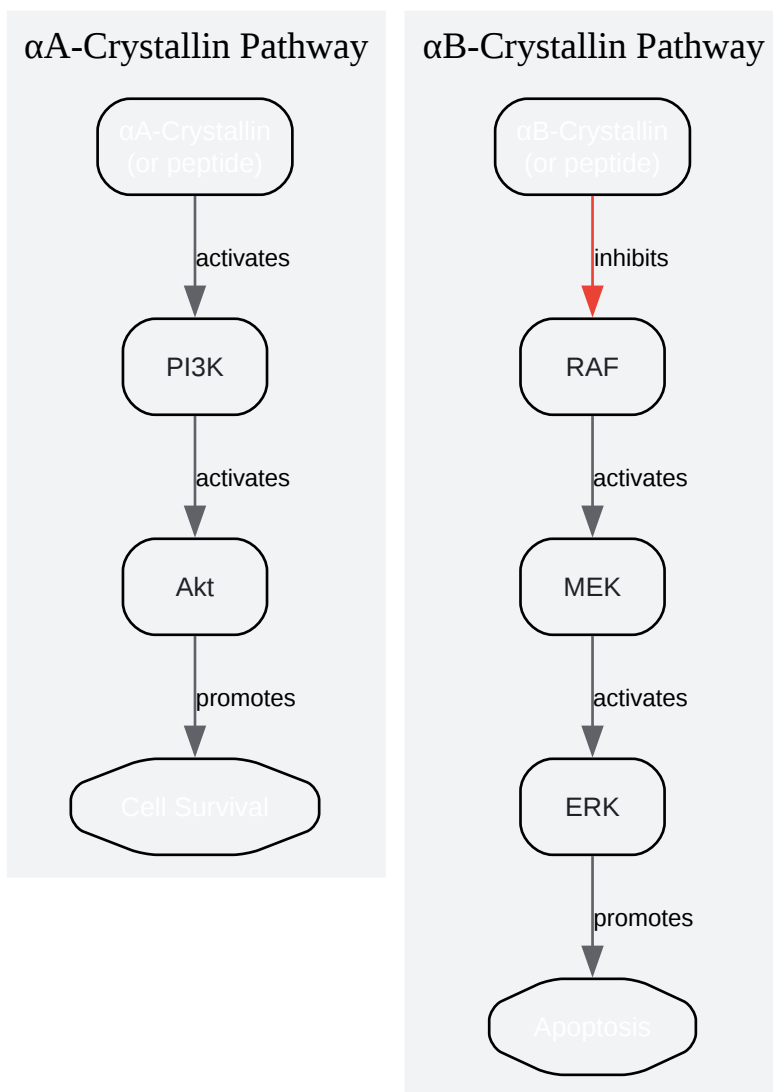 αA-Crystallin Pathway
αA-Crystallin
(or peptide)
activates
PI3K
activates
Akt
promotes
Cell Survival
αB-Crystallin Pathway
αB-Crystallin
(or peptide)
inhibits
RAF
activates
MEK
activates
ERK
promotes
Apoptosis